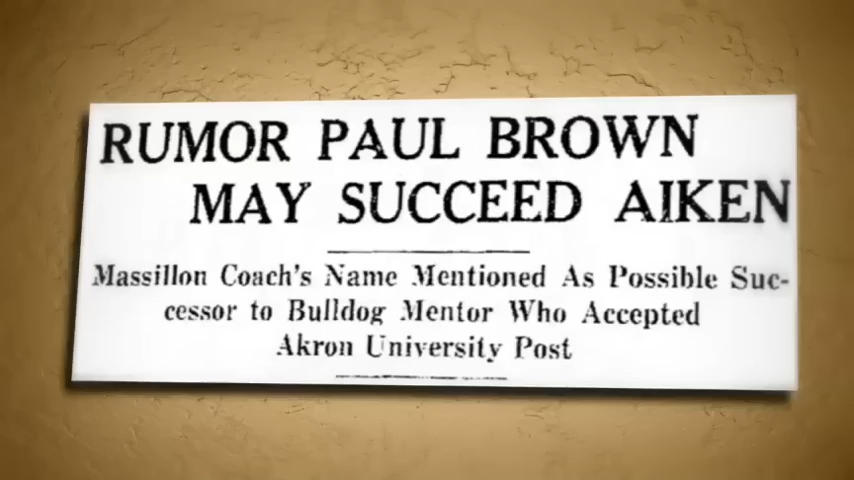 RUMOR PAUL BROWN
MAY SUCCEED AIKEN
Massillon Coach's Name Mentioned As Possible Suc-
cessor to Bulldog Mentor Who Accepted
Akron University Post